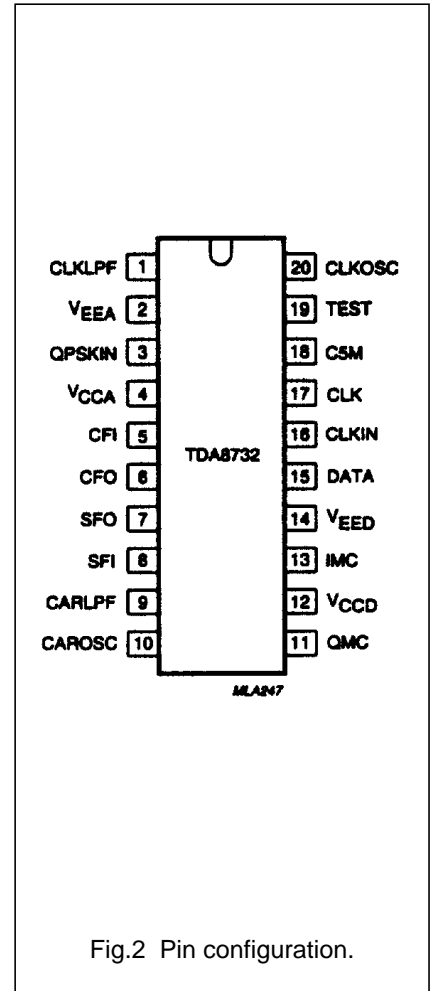 CLKLPF 1
VEEA 2
QPSKIN 3
VCCA 4
CFI 5
CFO 6
SFO 7
SFI 8
CARLPF 9
CAROSC 10
TDA8732
20 CLKOSC
19 TEST
18 C5M
17 CLK
16 CLKIN
15 DATA
14 VEED
13 IMC
12 VCCD
11 QMC
MLA247
Fig.2 Pin configuration.